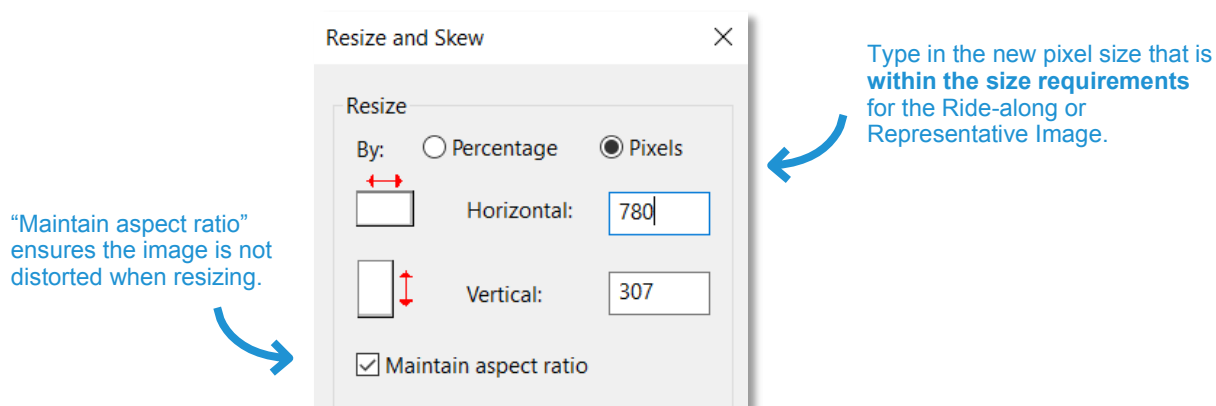 Resize and Skew
Type in the new pixel size that is
within the size requirements
for the Ride-along or
Representative Image.
Resize
By: Percentage Pixels
Horizontal: 780
“Maintain aspect ratio”
ensures the image is not
distorted when resizing.
Vertical: 307
Maintain aspect ratio